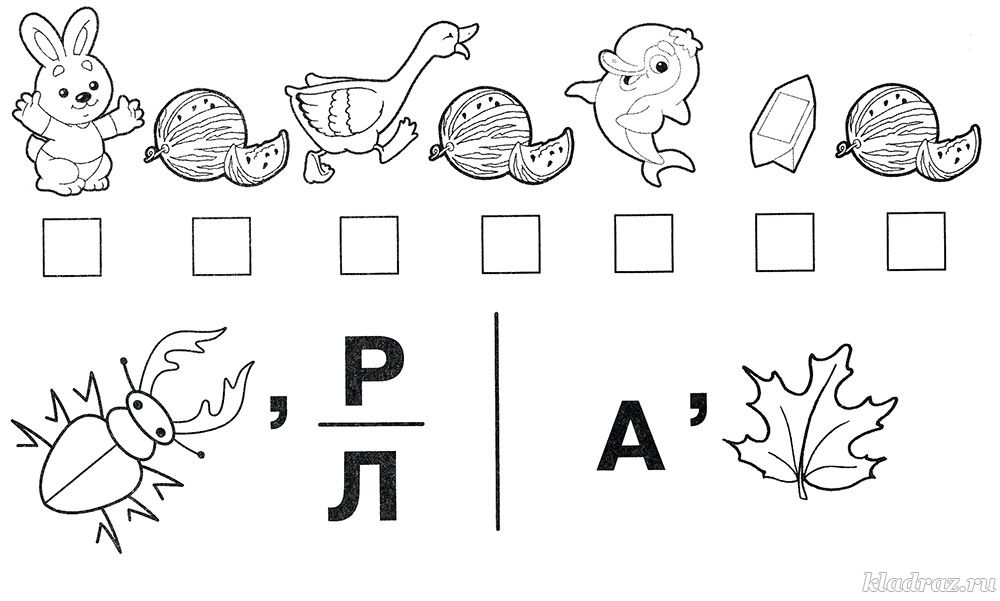 , Р
Л
А ,
kladraz.ru